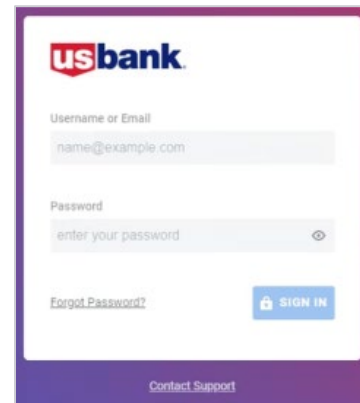 usbank
Username or Email
name@example.com
Password
enter your password
Forgot Password?
SIGN IN
Contact Support